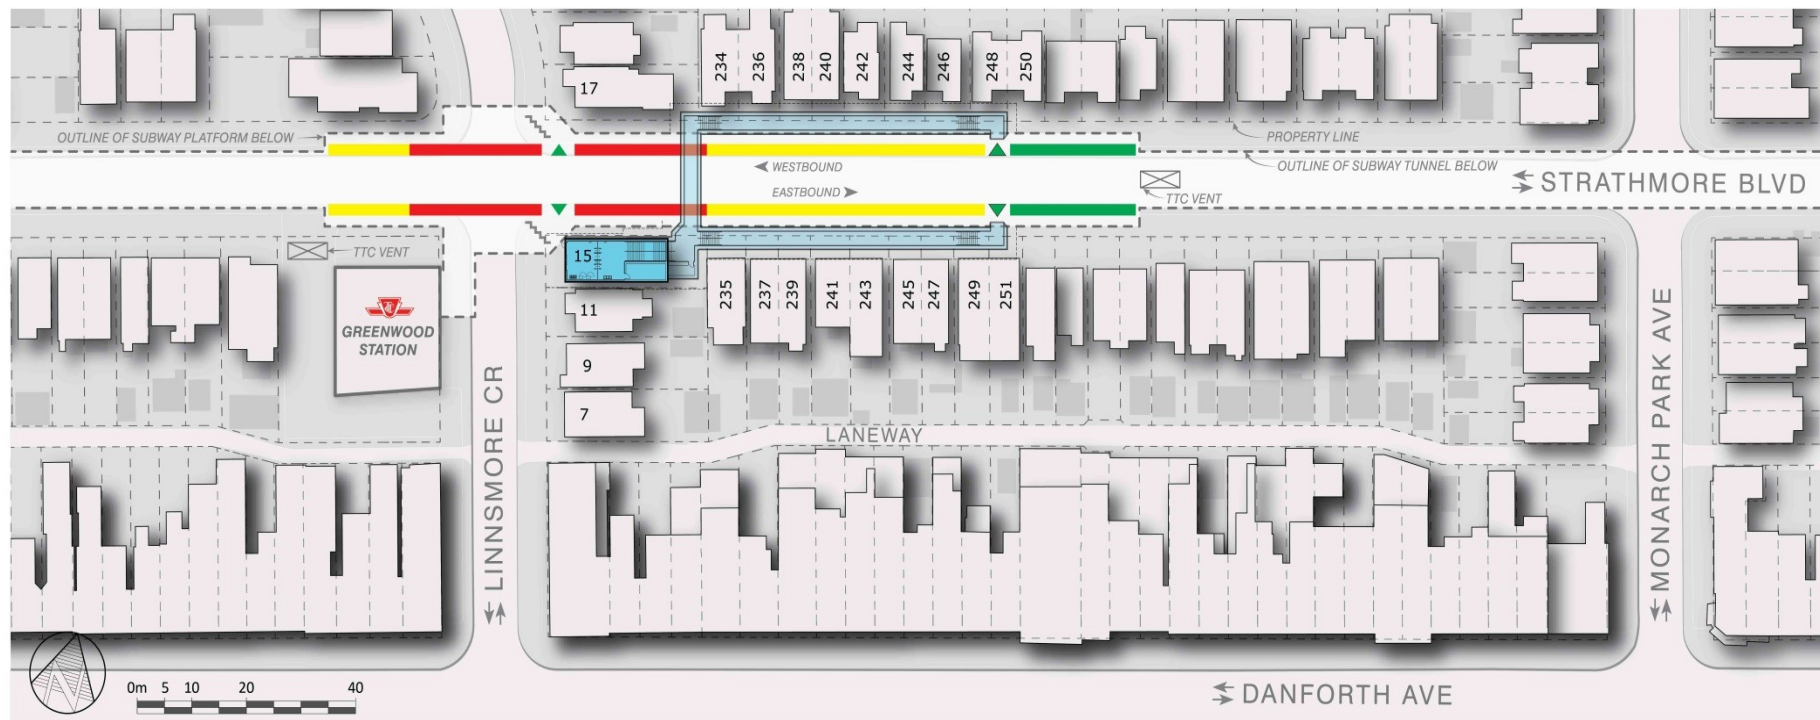 234
236
238
240
242
244
246
248
250
17
OUTLINE OF SUBWAY PLATFORM BELOW
PROPERTY LINE
WESTBOUND
OUTLINE OF SUBWAY TUNNEL BELOW
EASTBOUND
STRATHMORE BLVD
TTC VENT
TTC VENT
15
11
9
7
235
237
239
241
243
245
247
249
251
GREENWOOD
STATION
LANEWAY
LINNSMORE CR
MONARCH PARK AVE
N
0m 5 10 20 40
DANFORTH AVE